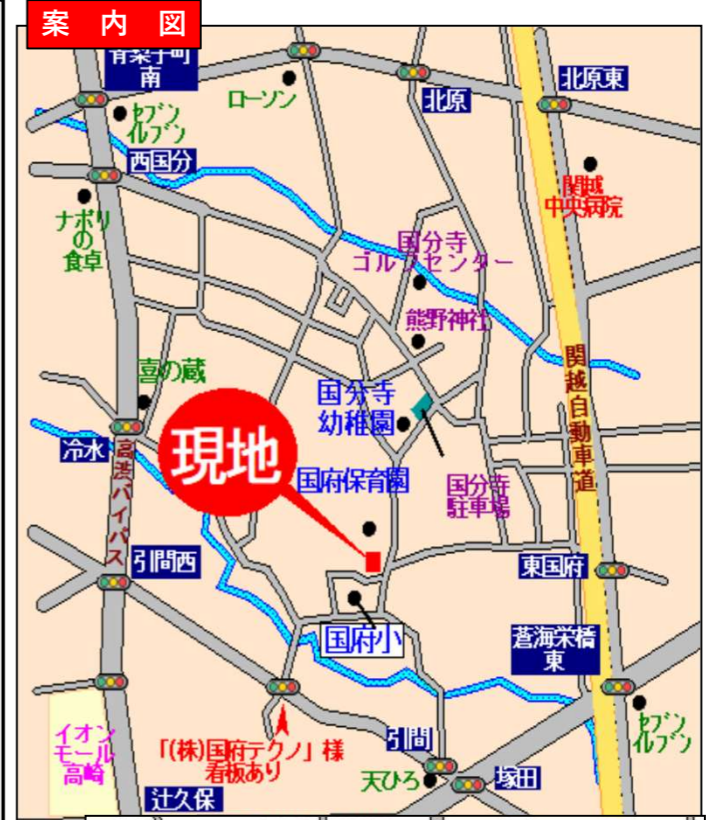 案内図
青梨子町
南
セブン
イレブン
ローソン
北原
北原東
西国分
関越
中央病院
ナポリ
の
食卓
国分寺
ゴルフセンター
熊野神社
喜の蔵
国分寺
幼稚園
関越自動車道
現地
冷水
高渋バイパス
国府保育園
国分寺
駐車場
引間西
東国府
国府小
蒼海栄橋
東
イオン
モール
高崎
「(株)国府テクノ」様
看板あり
引間
天ひろ
塚田
セブン
イレブン
辻久保